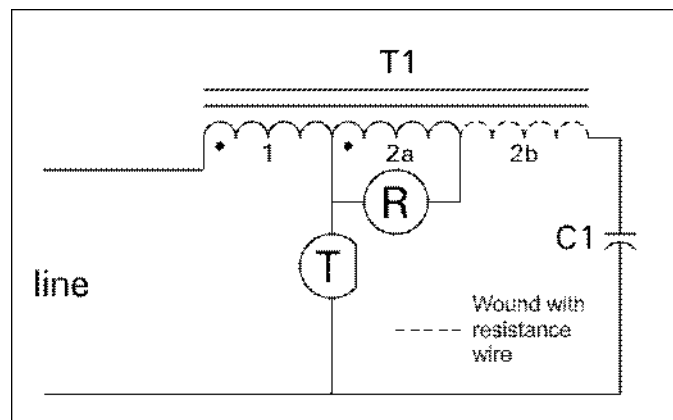 T1
1
2a
2b
R
C1
T
line
Wound with
resistance
wire